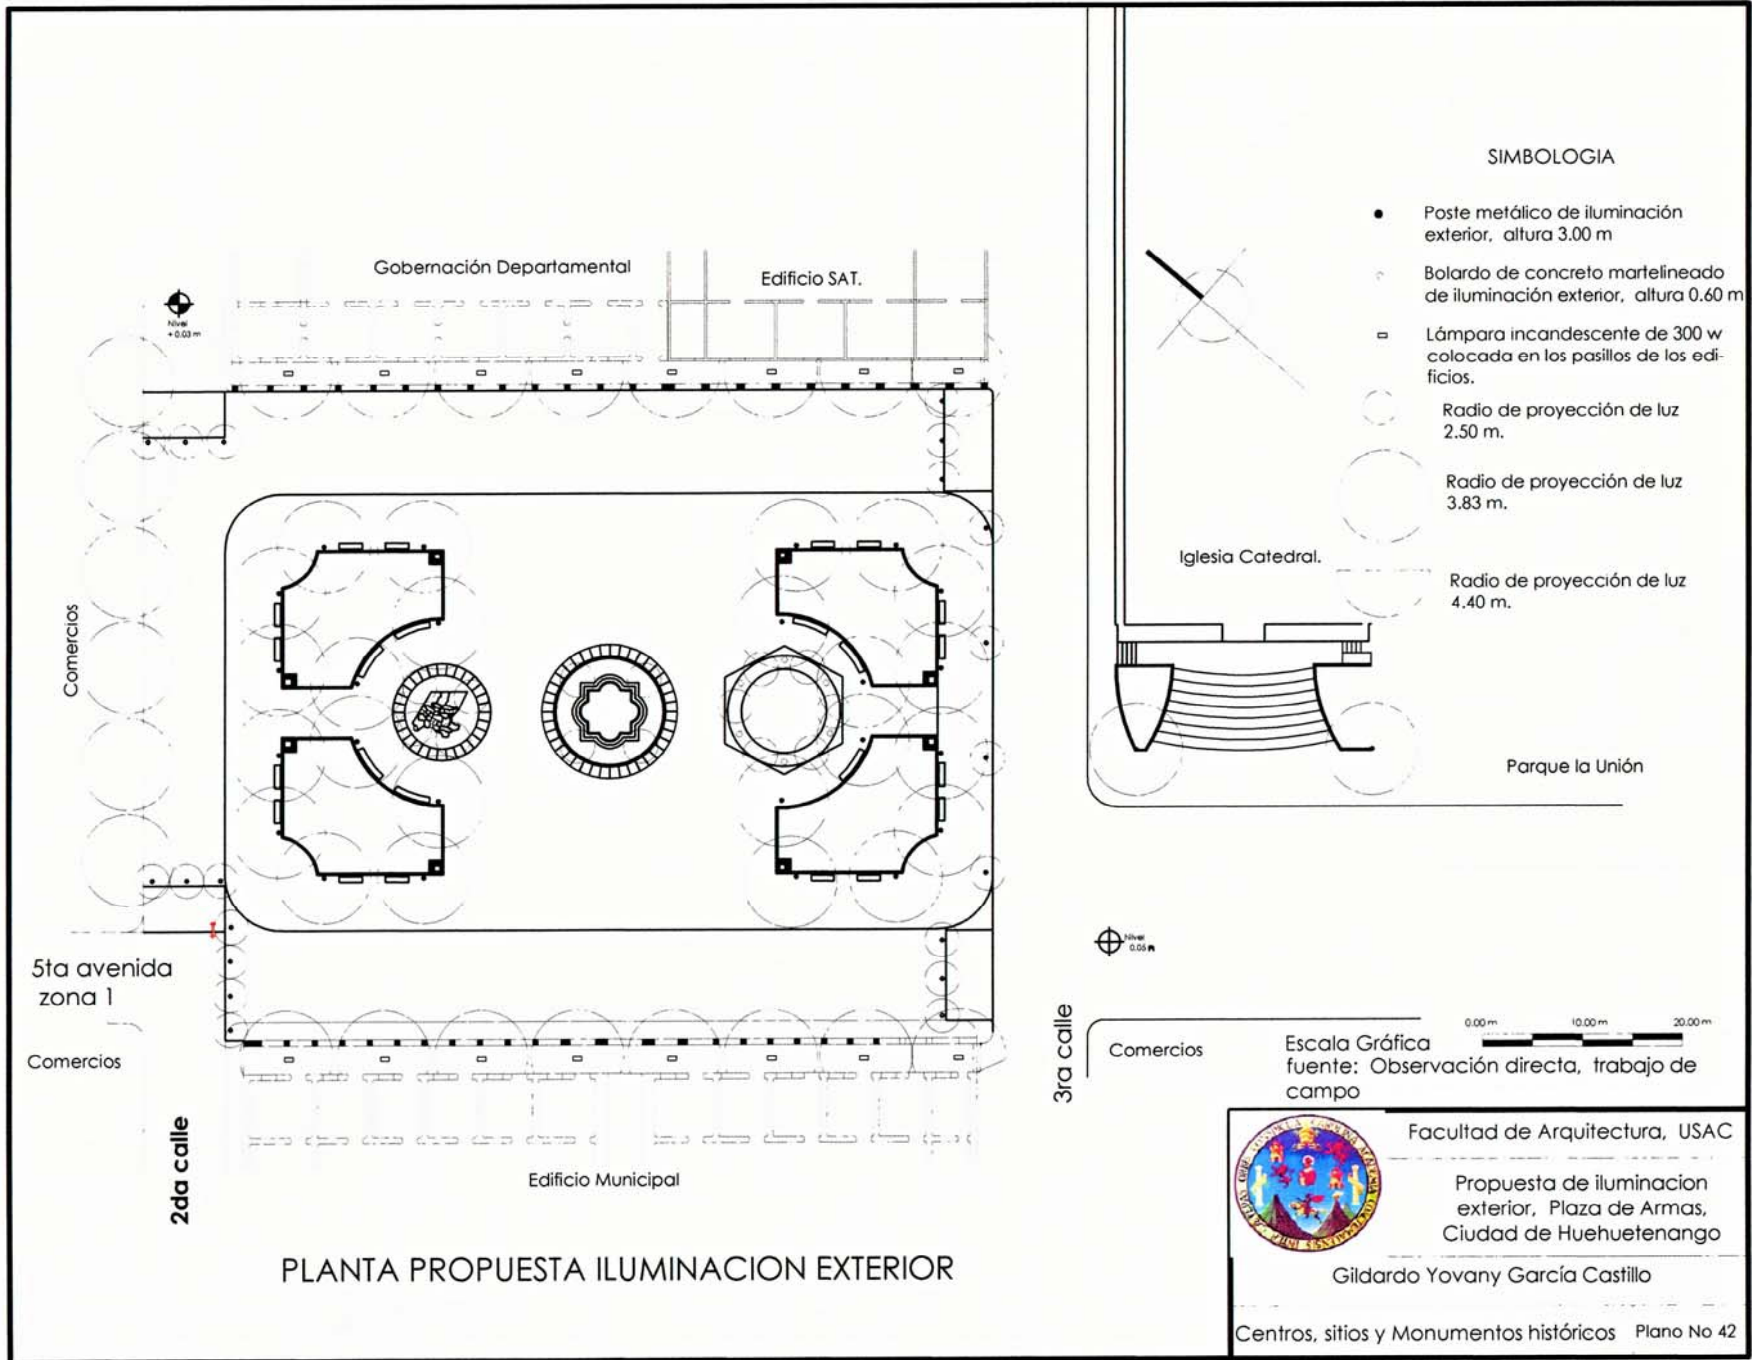 SIMBOLOGIA
Poste metálico de iluminación
exterior, altura 3.00 m
Bolardo de concreto martelineado
de iluminación exterior, altura 0.60 m
Lámpara incandescente de 300 w
colocada en los pasillos de los edi-
ficios.
Radio de proyección de luz
2.50 m.
Radio de proyección de luz
3.83 m.
Radio de proyección de luz
4.40 m.
Gobernación Departamental
Edificio SAT.
Nivel
+ 0.03 m
Comercios
Iglesia Catedral.
Parque la Unión
5ta avenida
zona 1
Comercios
2da calle
Edificio Municipal
3ra calle
Nivel
0.05 m
Comercios
0.00 m 10.00 m 20.00 m
Escala Gráfica
fuente: Observación directa, trabajo de
campo
PLANTA PROPUESTA ILUMINACION EXTERIOR
Facultad de Arquitectura, USAC
Propuesta de iluminacion
exterior, Plaza de Armas,
Ciudad de Huehuetenango
Gildardo Yovany García Castillo
Centros, sitios y Monumentos históricos Plano No 42